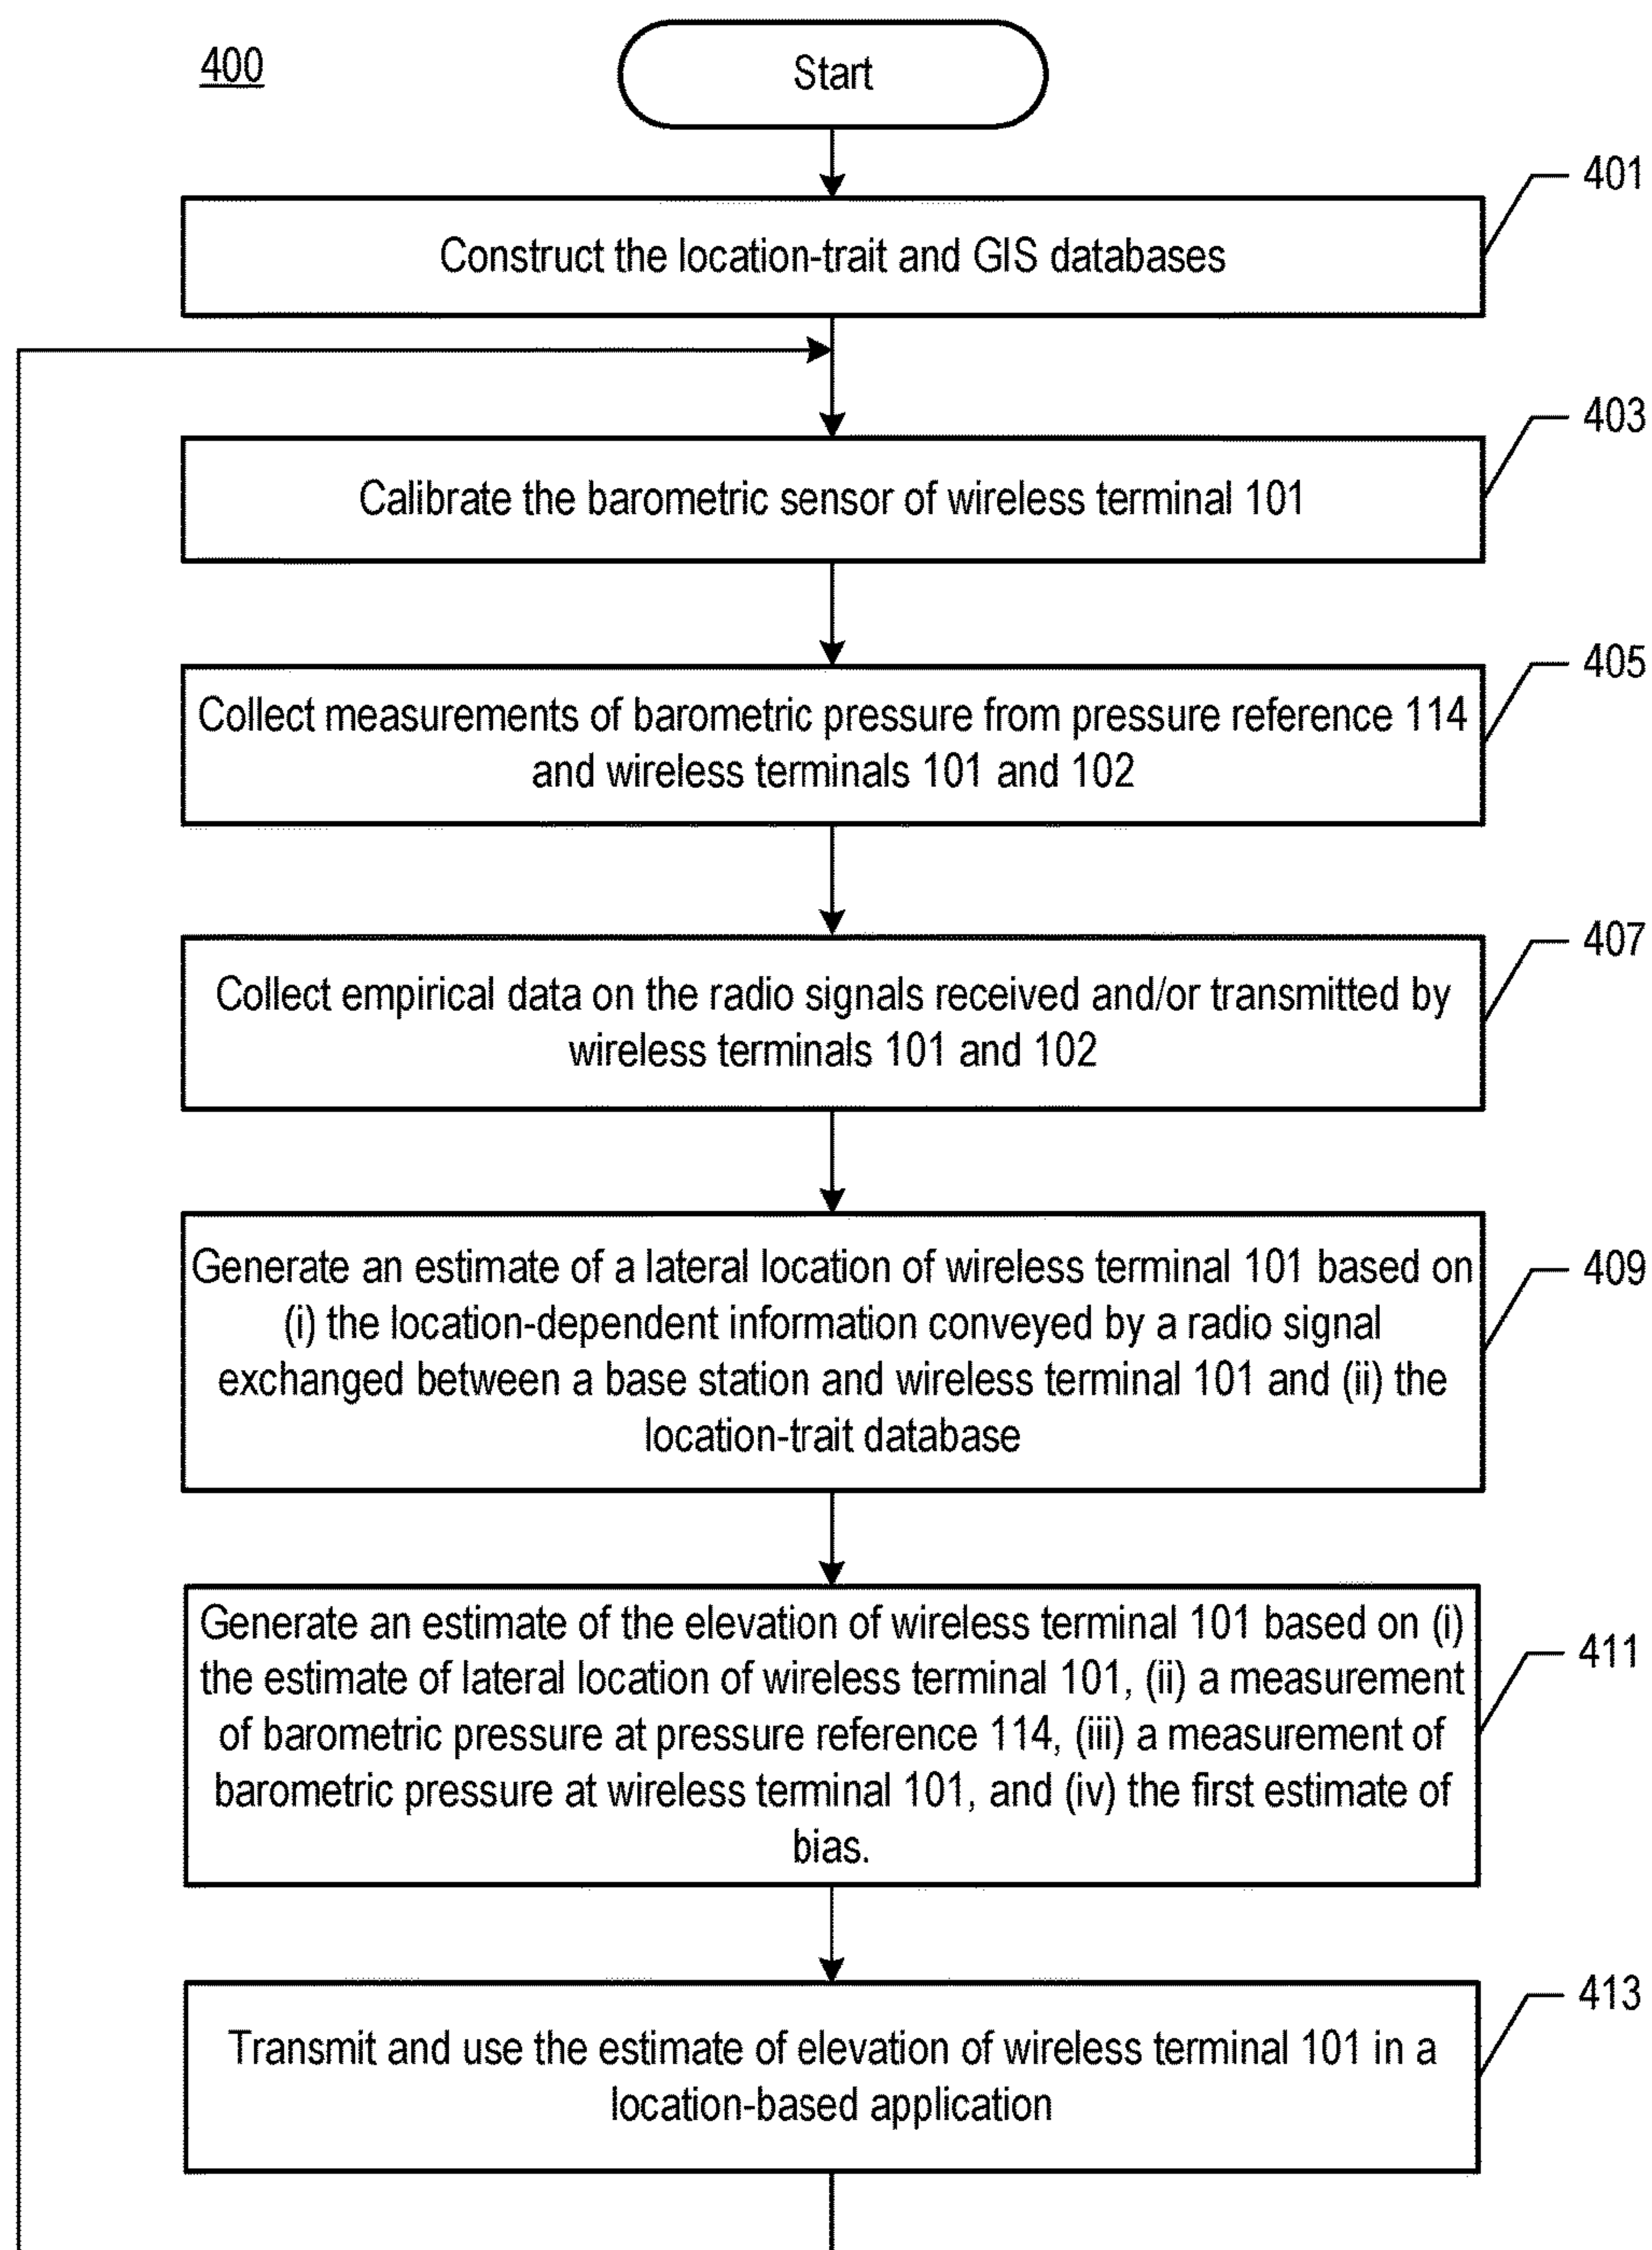 400
Start
401
Construct the location-trait and GIS databases
403
Calibrate the barometric sensor of wireless terminal 101
405
Collect measurements of barometric pressure from pressure reference 114
and wireless terminals 101 and 102
407
Collect empirical data on the radio signals received and/or transmitted by
wireless terminals 101 and 102
409
Generate an estimate of a lateral location of wireless terminal 101 based on
(i) the location-dependent information conveyed by a radio signal
exchanged between a base station and wireless terminal 101 and (ii) the
location-trait database
411
Generate an estimate of the elevation of wireless terminal 101 based on (i)
the estimate of lateral location of wireless terminal 101, (ii) a measurement
of barometric pressure at pressure reference 114, (iii) a measurement of
barometric pressure at wireless terminal 101, and (iv) the first estimate of
bias.
413
Transmit and use the estimate of elevation of wireless terminal 101 in a
location-based application